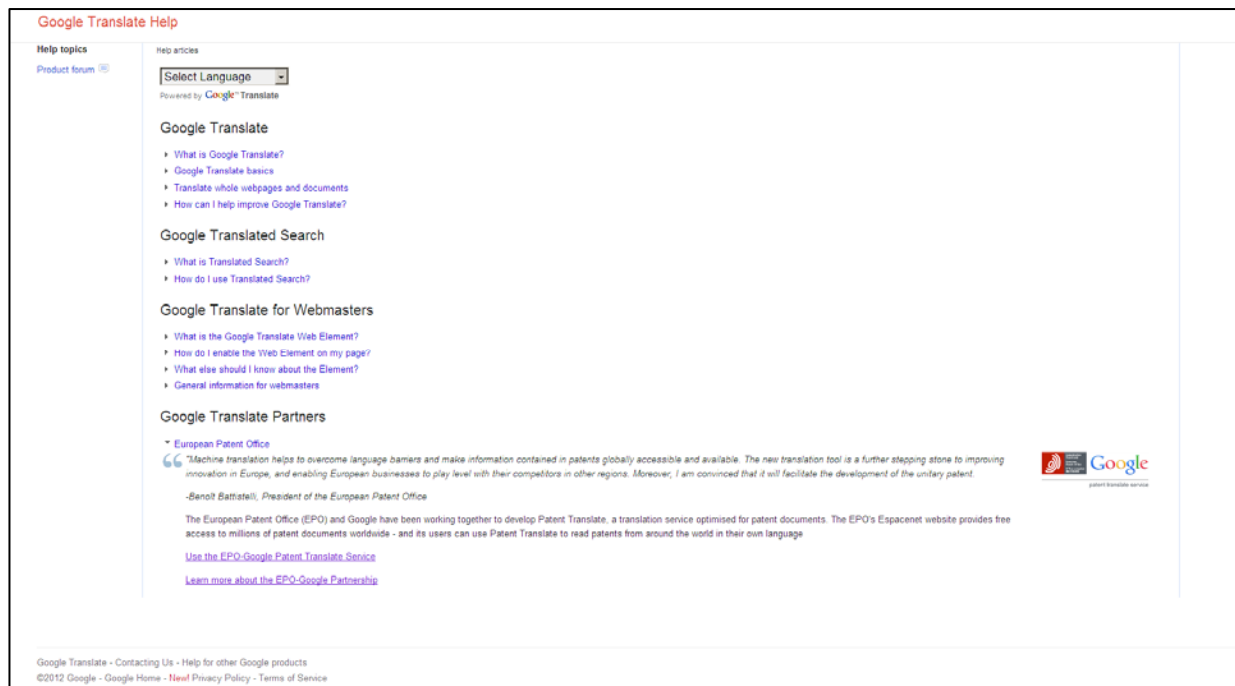 Google Translate Help
Help topics
Product forum
Help articles
Select Language
Powered by Google™ Translate
Google Translate
What is Google Translate?
Google Translate basics
Translate whole webpages and documents
How can I help improve Google Translate?
Google Translated Search
What is Translated Search?
How do I use Translated Search?
Google Translate for Webmasters
What is the Google Translate Web Element?
How do I enable the Web Element on my page?
What else should I know about the Element?
General information for webmasters
Google Translate Partners
European Patent Office
"Machine translation helps to overcome language barriers and make information contained in patents globally accessible and available. The new translation tool is a further stepping stone to improving
innovation in Europe, and enabling European businesses to play level with their competitors in other regions. Moreover, I am convinced that it will facilitate the development of the unitary patent.
-Benoît Battistelli, President of the European Patent Office
The European Patent Office (EPO) and Google have been working together to develop Patent Translate, a translation service optimised for patent documents. The EPO's Espacenet website provides free
access to millions of patent documents worldwide - and its users can use Patent Translate to read patents from around the world in their own language
Use the EPO-Google Patent Translate Service
Learn more about the EPO-Google Partnership
Google
patent translate service
Google Translate - Contacting Us - Help for other Google products
©2012 Google - Google Home - New! Privacy Policy - Terms of Service